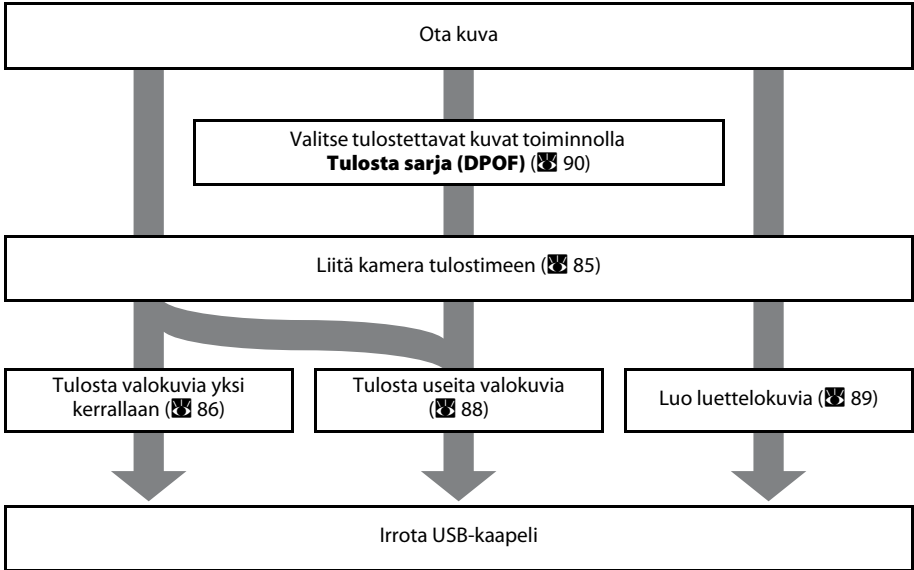 Ota kuva
Valitse tulostettavat kuvat toiminnolla
Tulosta sarja (DPOF) ( 90)
Liitä kamera tulostimeen ( 85)
Tulosta valokuvia yksi
kerrallaan ( 86)
Tulosta useita valokuvia
( 88)
Luo luettelokuvia ( 89)
Irrota USB-kaapeli